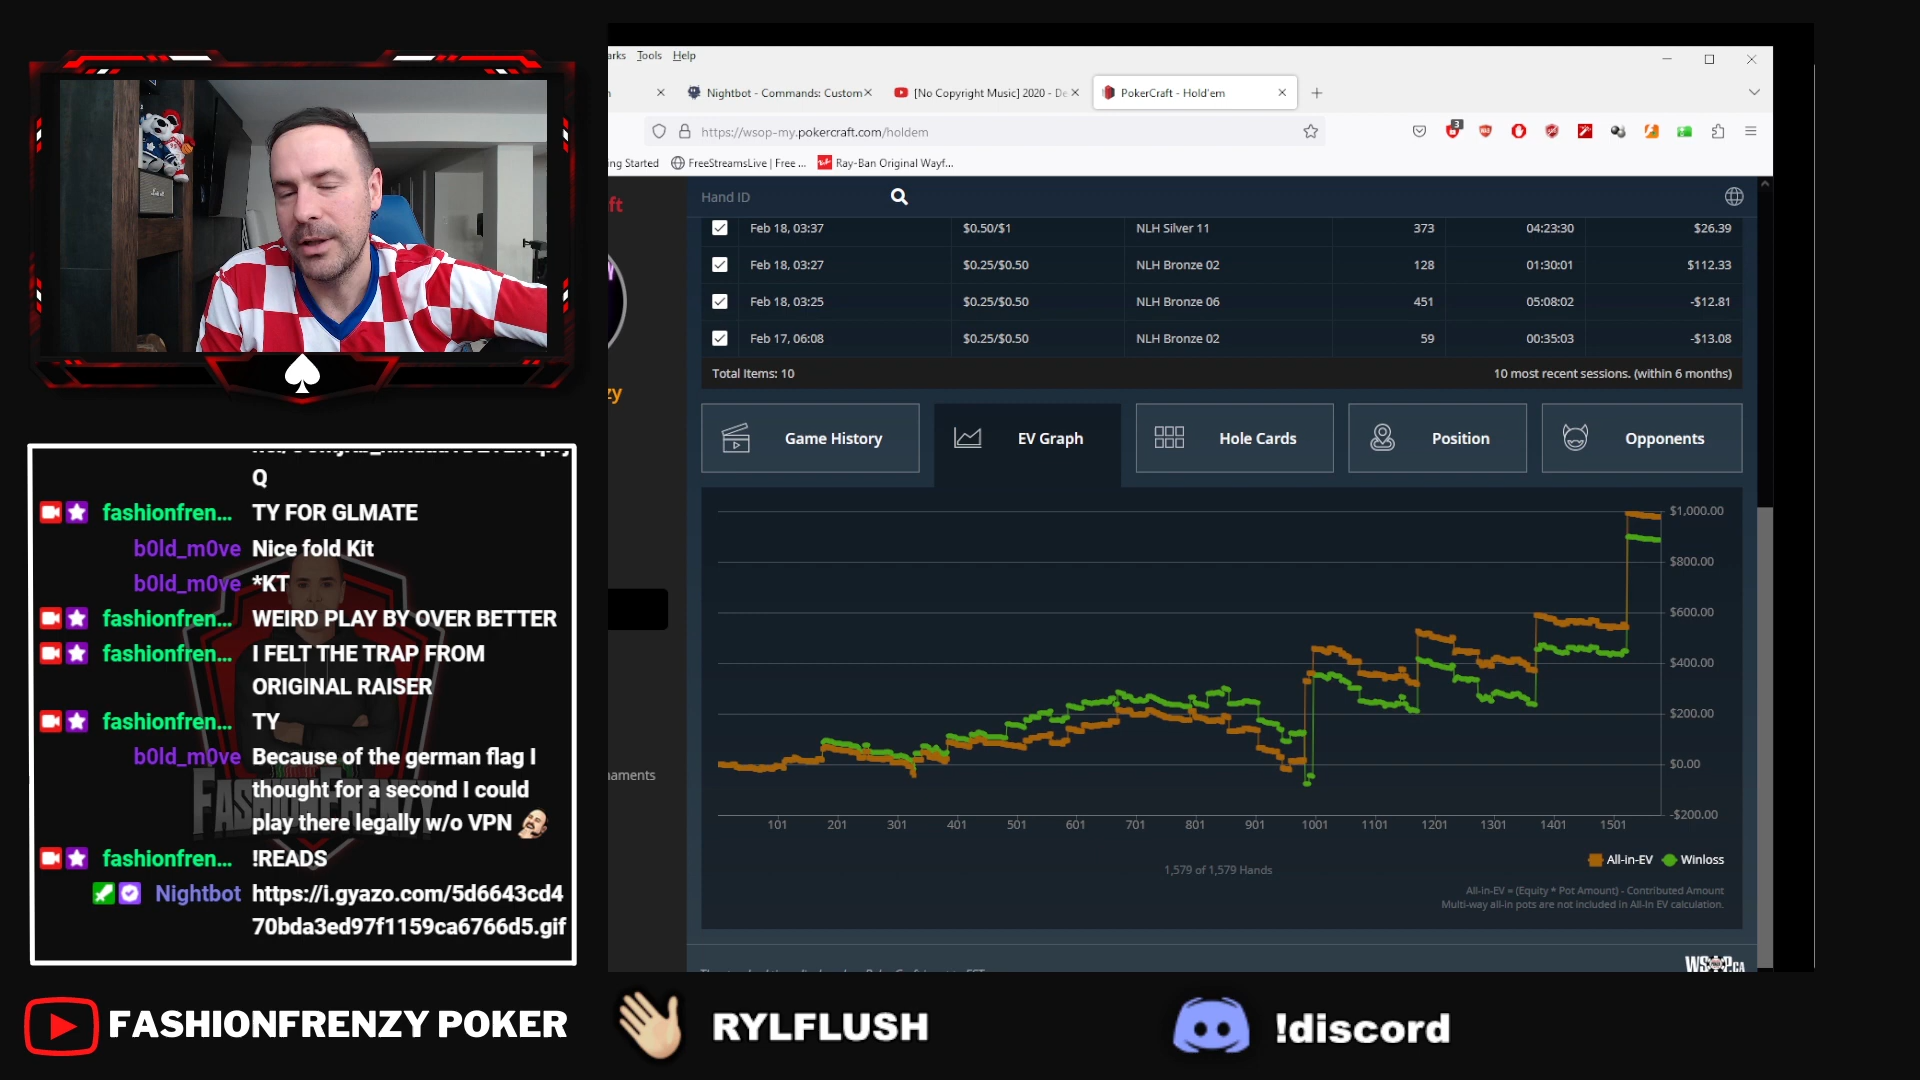 arks Tools Help
Nightbot - Commands: Custom
[No Copyright Music] 2020 - De
PokerCraft - Hold'em
https://wsop-my.pokercraft.com/holdem
3
ng Started
FreeStreamsLive | Free ...
Ray-Ban Original Wayf...
ft
Hand ID
Feb 18, 03:37 $0.50/$1 NLH Silver 11 373 04:23:30 $26.39
Feb 18, 03:27 $0.25/$0.50 NLH Bronze 02 128 01:30:01 $112.33
Feb 18, 03:25 $0.25/$0.50 NLH Bronze 06 451 05:08:02 -$12.81
Feb 17, 06:08 $0.25/$0.50 NLH Bronze 02 59 00:35:03 -$13.08
Total Items: 10 10 most recent sessions. (within 6 months)
zy
Game History EV Graph Hole Cards Position Opponents
$1,000.00
$800.00
$600.00
$400.00
$200.00
$0.00
-$200.00
101 201 301 401 501 601 701 801 901 1001 1101 1201 1301 1401 1501
naments
All-in-EV Winloss
1,579 of 1,579 Hands
All-in-EV = (Equity * Pot Amount) - Contributed Amount
Multi-way all-in pots are not included in All-In EV calculation.
WSOP.CA
Q
fashionfren... TY FOR GLMATE
b0ld_m0ve Nice fold Kit
b0ld_m0ve *KT
fashionfren... WEIRD PLAY BY OVER BETTER
fashionfren... I FELT THE TRAP FROM
ORIGINAL RAISER
fashionfren... TY
b0ld_m0ve Because of the german flag I
thought for a second I could
play there legally w/o VPN
fashionfren... !READS
Nightbot https://i.gyazo.com/5d6643cd4
70bda3ed97f1159ca6766d5.gif
FASHIONFRENZY
FASHIONFRENZY POKER
RYLFLUSH
!discord